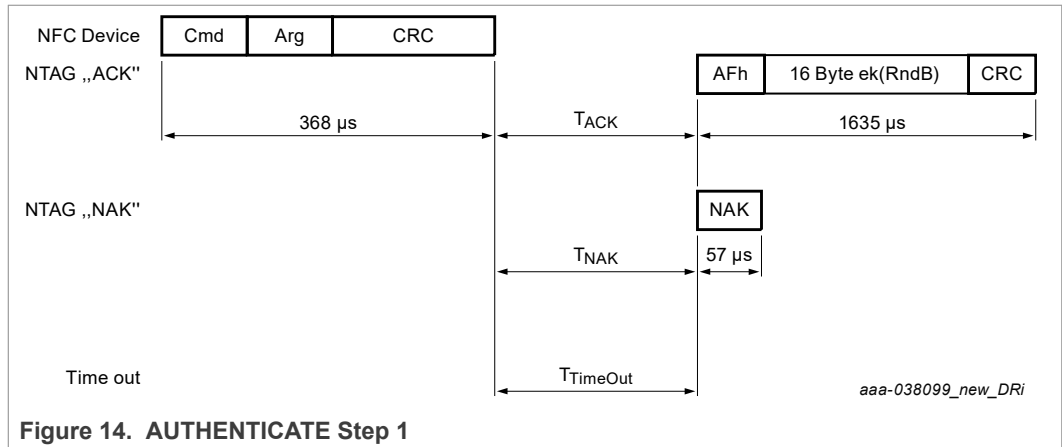 NFC Device Cmd Arg CRC
NTAG ,,ACK" AFh 16 Byte ek(RndB) CRC
368 µs TACK 1635 µs
NTAG ,,NAK" NAK
TNAK 57 µs
Time out TTimeOut aaa-038099_new_DRi
Figure 14. AUTHENTICATE Step 1